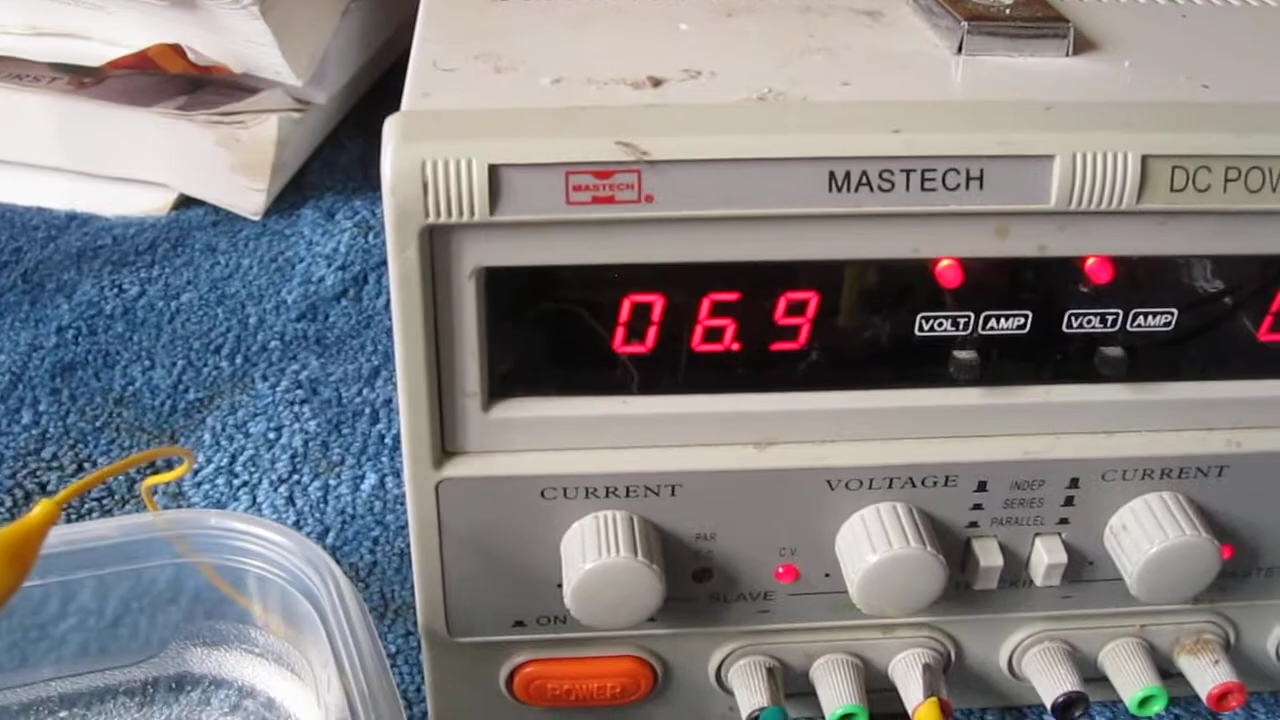 MASTECH
MASTECH
DC POW
06.9
VOLT AMP
VOLT AMP
CURRENT
VOLTAGE
INDEP
SERIES
PARALLEL
CURRENT
PAR
C.V.
SLAVE
ON
POWER